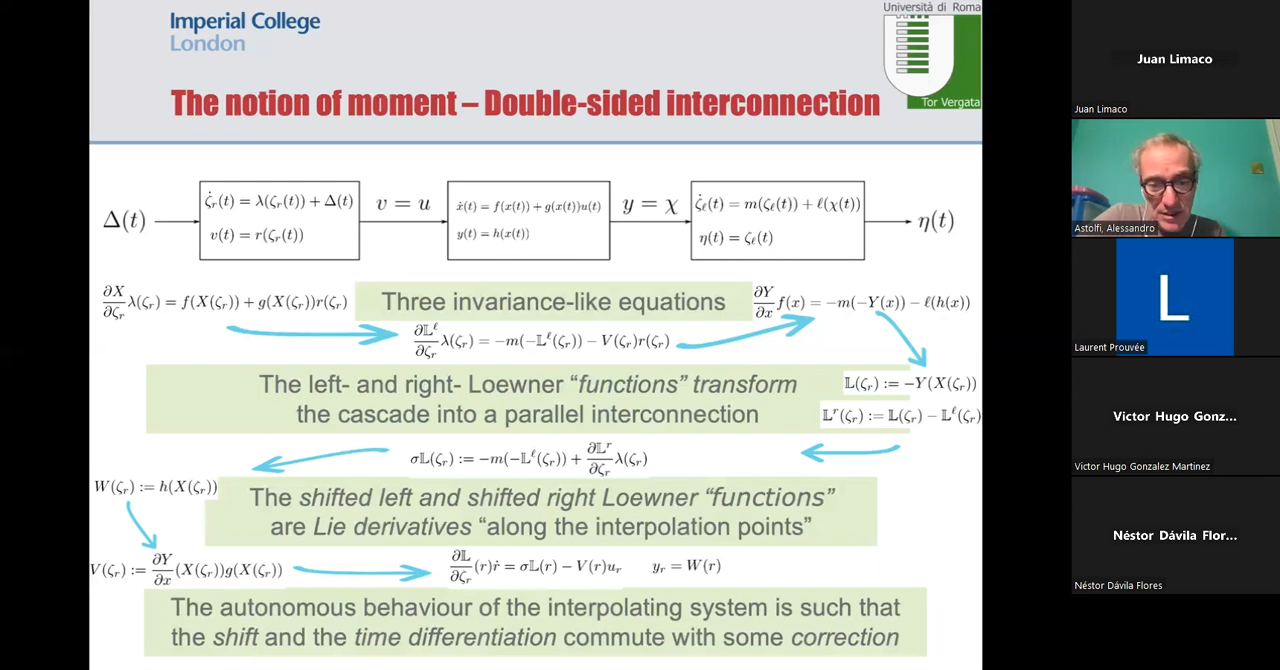 Imperial College
London
Università di Roma
Tor Vergata
The notion of moment – Double-sided interconnection
Δ(t)
ζ̇_r(t) = λ(ζ_r(t)) + Δ(t)
v(t) = r(ζ_r(t))
v = u
ẋ(t) = f(x(t)) + g(x(t))u(t)
y(t) = h(x(t))
y = χ
ζ̇_ℓ(t) = m(ζ_ℓ(t)) + ℓ(χ(t))
η(t) = ζ_ℓ(t)
η(t)
∂X/∂ζ_r λ(ζ_r) = f(X(ζ_r)) + g(X(ζ_r))r(ζ_r)
Three invariance-like equations
∂Y/∂x f(x) = −m(−Y(x)) − ℓ(h(x))
∂𝕃^ℓ/∂ζ_r λ(ζ_r) = −m(−𝕃^ℓ(ζ_r)) − V(ζ_r)r(ζ_r)
The left- and right- Loewner “functions” transform
the cascade into a parallel interconnection
𝕃(ζ_r) := −Y(X(ζ_r))
𝕃^r(ζ_r) := 𝕃(ζ_r) − 𝕃^ℓ(ζ_r)
σ𝕃(ζ_r) := −m(−𝕃^ℓ(ζ_r)) + ∂𝕃^r/∂ζ_r λ(ζ_r)
W(ζ_r) := h(X(ζ_r))
The shifted left and shifted right Loewner “functions”
are Lie derivatives “along the interpolation points”
V(ζ_r) := ∂Y/∂x (X(ζ_r))g(X(ζ_r))
∂𝕃/∂ζ_r (r)ṙ = σ𝕃(r) − V(r)u_r
y_r = W(r)
The autonomous behaviour of the interpolating system is such that
the shift and the time differentiation commute with some correction
Juan Limaco
Juan Limaco
Astolfi, Alessandro
L
Laurent Prouvée
Victor Hugo Gonz...
Victor Hugo Gonzalez Martinez
Néstor Dávila Flor...
Néstor Dávila Flores